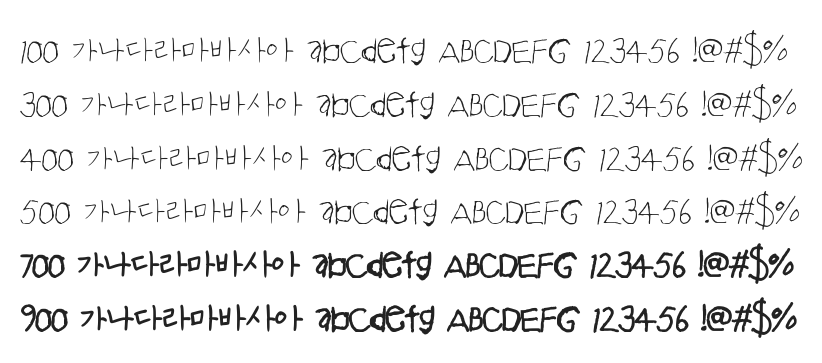 100 가나다라마바사아 abcdefg ABCDEFG 123456 !@#$%
300 가나다라마바사아 abcdefg ABCDEFG 123456 !@#$%
400 가나다라마바사아 abcdefg ABCDEFG 123456 !@#$%
500 가나다라마바사아 abcdefg ABCDEFG 123456 !@#$%
700 가나다라마바사아 abcdefg ABCDEFG 123456 !@#$%
900 가나다라마바사아 abcdefg ABCDEFG 123456 !@#$%